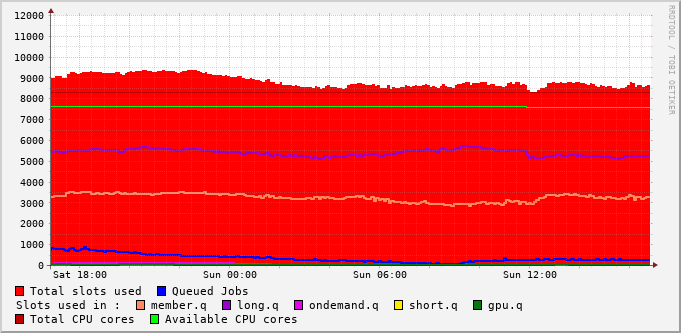 RRDTOOL / TOBI OETIKER
12000
11000
10000
9000
8000
7000
6000
5000
4000
3000
2000
1000
0
Sat 18:00 Sun 00:00 Sun 06:00 Sun 12:00
Total slots used Queued Jobs
Slots used in : member.q long.q ondemand.q short.q gpu.q
Total CPU cores Available CPU cores